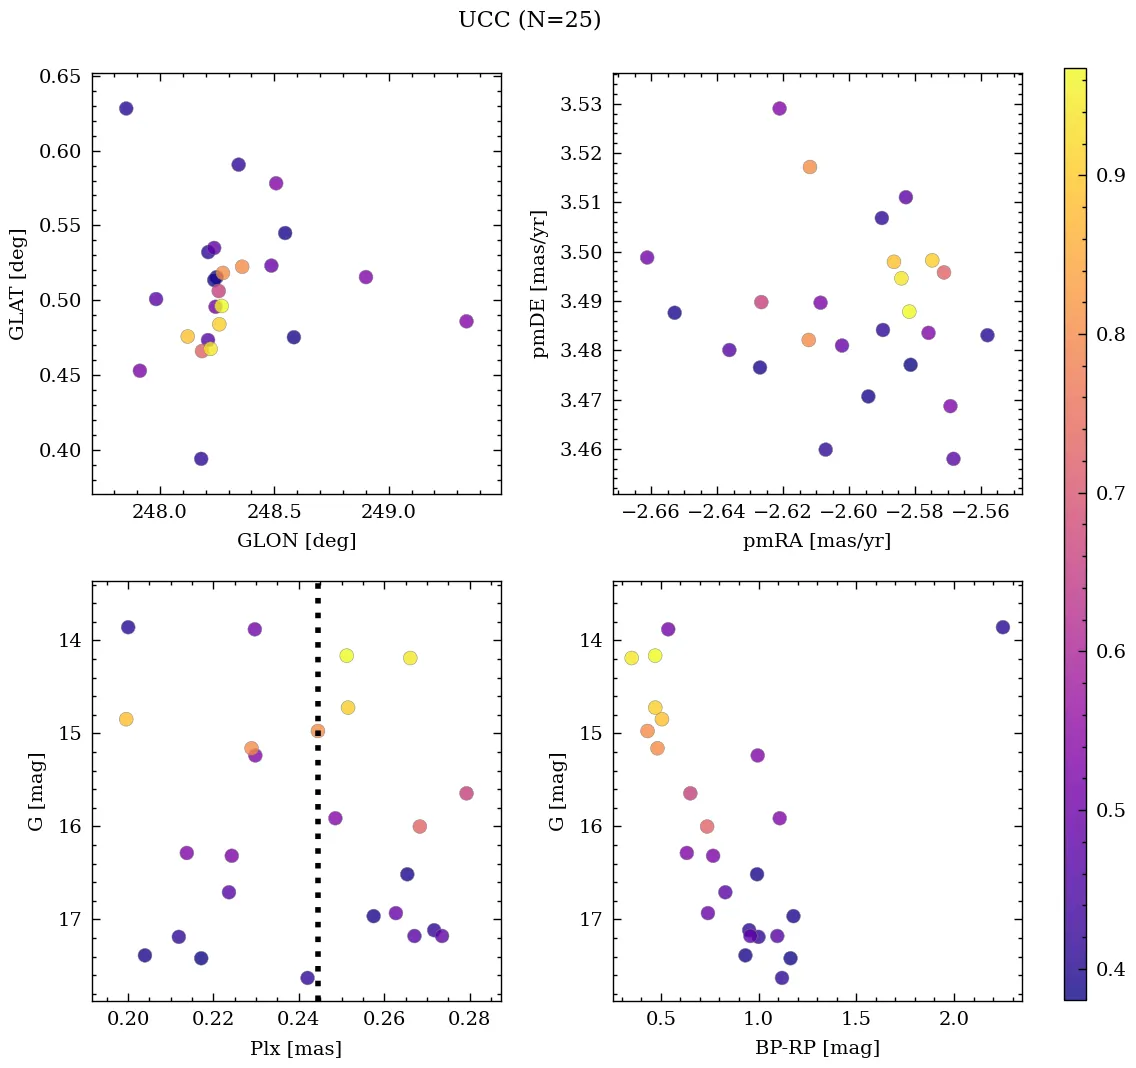 UCC (N=25)
0.65
0.60
0.55
0.50
0.45
0.40
GLAT [deg]
248.0 248.5 249.0
GLON [deg]
3.53
3.52
3.51
3.50
3.49
3.48
3.47
3.46
pmDE [mas/yr]
−2.66 −2.64 −2.62 −2.60 −2.58 −2.56
pmRA [mas/yr]
14
15
16
17
G [mag]
0.20 0.22 0.24 0.26 0.28
Plx [mas]
14
15
16
17
G [mag]
0.5 1.0 1.5 2.0
BP-RP [mag]
0.9
0.8
0.7
0.6
0.5
0.4